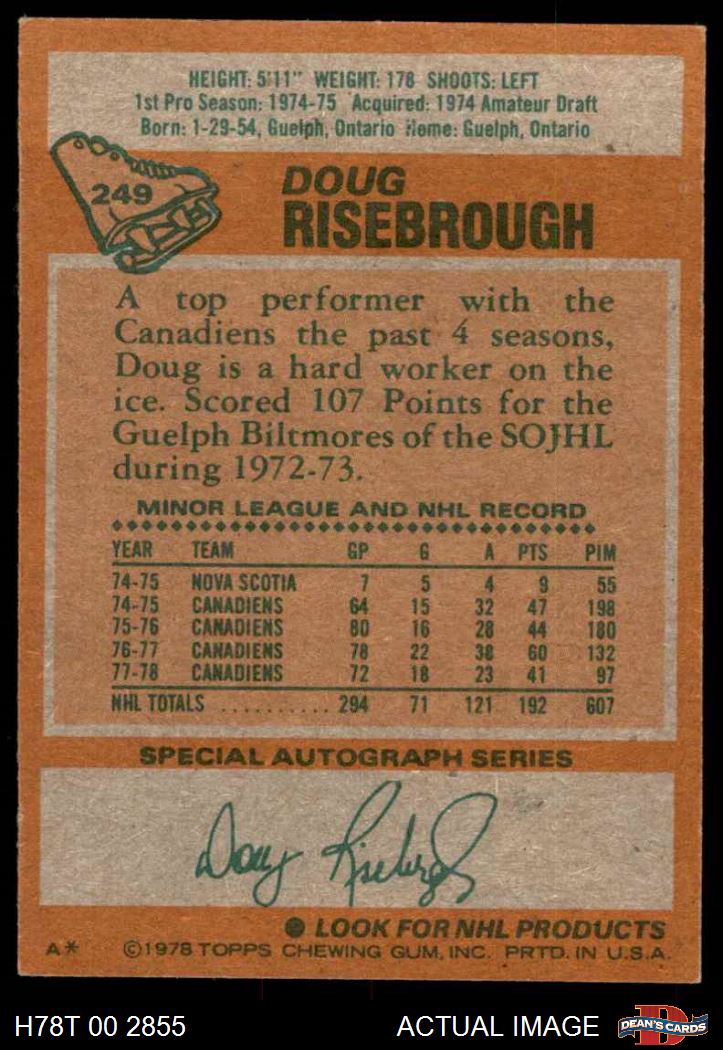 HEIGHT: 5'11" WEIGHT: 178 SHOOTS: LEFT
1st Pro Season: 1974-75 Acquired: 1974 Amateur Draft
Born: 1-29-54, Guelph, Ontario Home: Guelph, Ontario
249
DOUG
RISEBROUGH
A top performer with the
Canadiens the past 4 seasons,
Doug is a hard worker on the
ice. Scored 107 Points for the
Guelph Biltmores of the SOJHL
during 1972-73.
MINOR LEAGUE AND NHL RECORD
YEAR TEAM GP G A PTS PIM
74-75 NOVA SCOTIA 7 5 4 9 55
74-75 CANADIENS 64 15 32 47 198
75-76 CANADIENS 80 16 28 44 180
76-77 CANADIENS 78 22 38 60 132
77-78 CANADIENS 72 18 23 41 97
NHL TOTALS .......... 294 71 121 192 607
SPECIAL AUTOGRAPH SERIES
Doug Risebrough
● LOOK FOR NHL PRODUCTS
A* ©1978 TOPPS CHEWING GUM, INC. PRTD. IN U.S.A.
H78T 00 2855 ACTUAL IMAGE DEAN'S CARDS